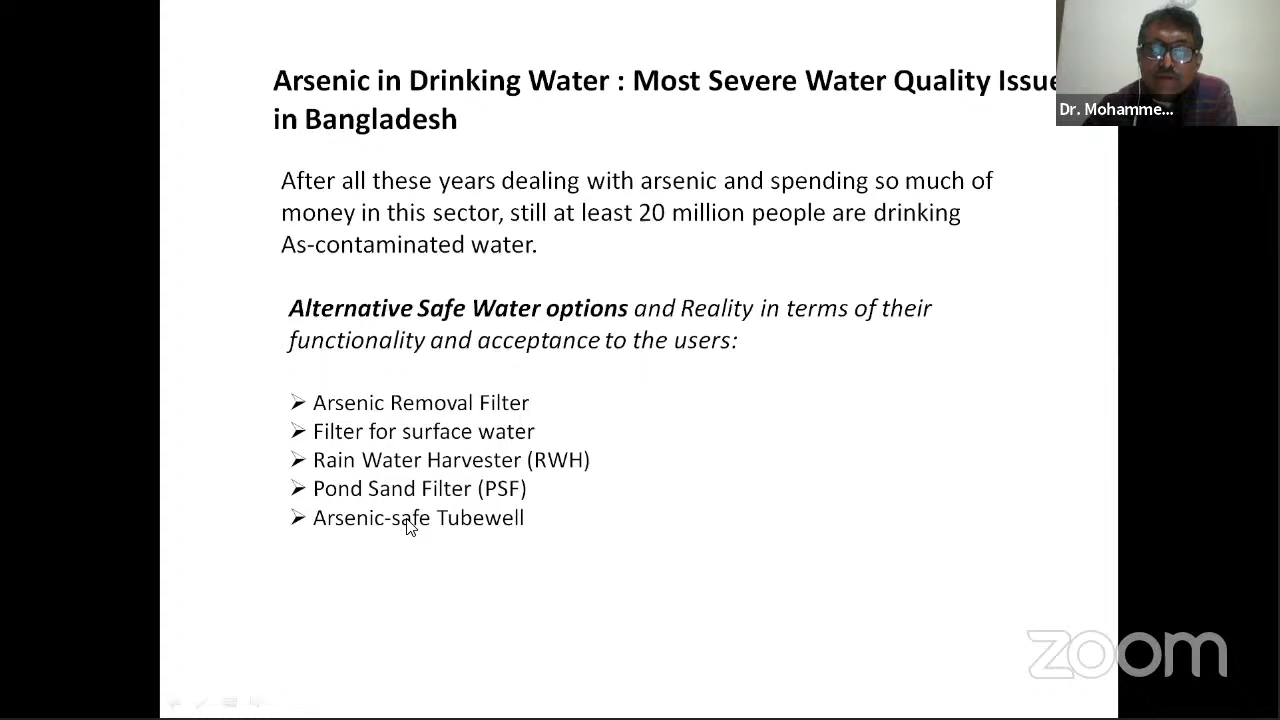 Arsenic in Drinking Water : Most Severe Water Quality Issue
in Bangladesh
Dr. Mohamme...
After all these years dealing with arsenic and spending so much of
money in this sector, still at least 20 million people are drinking
As-contaminated water.
Alternative Safe Water options and Reality in terms of their
functionality and acceptance to the users:
Arsenic Removal Filter
Filter for surface water
Rain Water Harvester (RWH)
Pond Sand Filter (PSF)
Arsenic-safe Tubewell
zoom